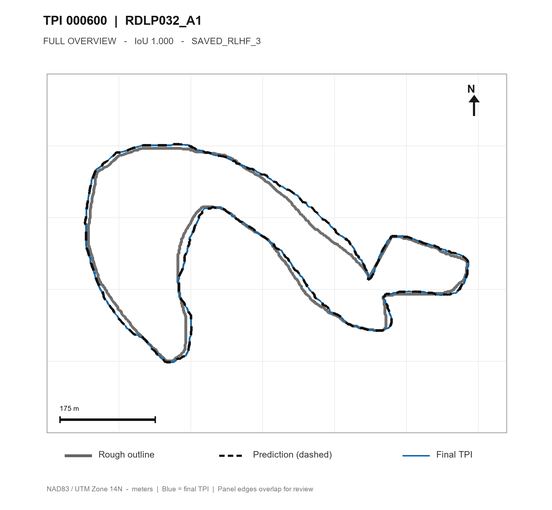 TPI 000600 | RDLP032_A1
FULL OVERVIEW - IoU 1.000 - SAVED_RLHF_3
N
175 m
Rough outline
Prediction (dashed)
Final TPI
NAD83 / UTM Zone 14N - meters | Blue = final TPI | Panel edges overlap for review